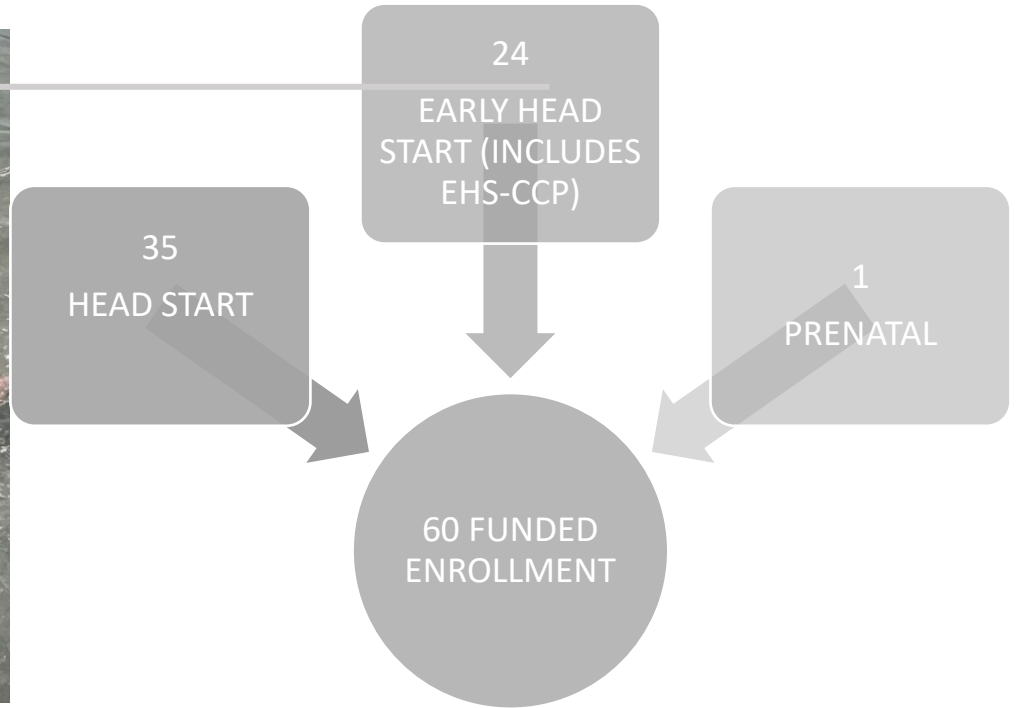 24
EARLY HEAD
START (INCLUDES
EHS-CCP)
35
HEAD START
1
PRENATAL
60 FUNDED
ENROLLMENT